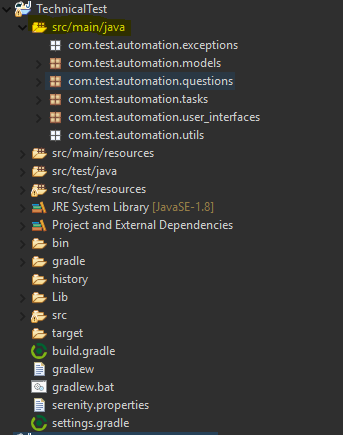 TechnicalTest
src/main/java
com.test.automation.exceptions
com.test.automation.models
com.test.automation.questions
com.test.automation.tasks
com.test.automation.user_interfaces
com.test.automation.utils
src/main/resources
src/test/java
src/test/resources
JRE System Library [JavaSE-1.8]
Project and External Dependencies
bin
gradle
history
Lib
src
target
build.gradle
gradlew
gradlew.bat
serenity.properties
settings.gradle